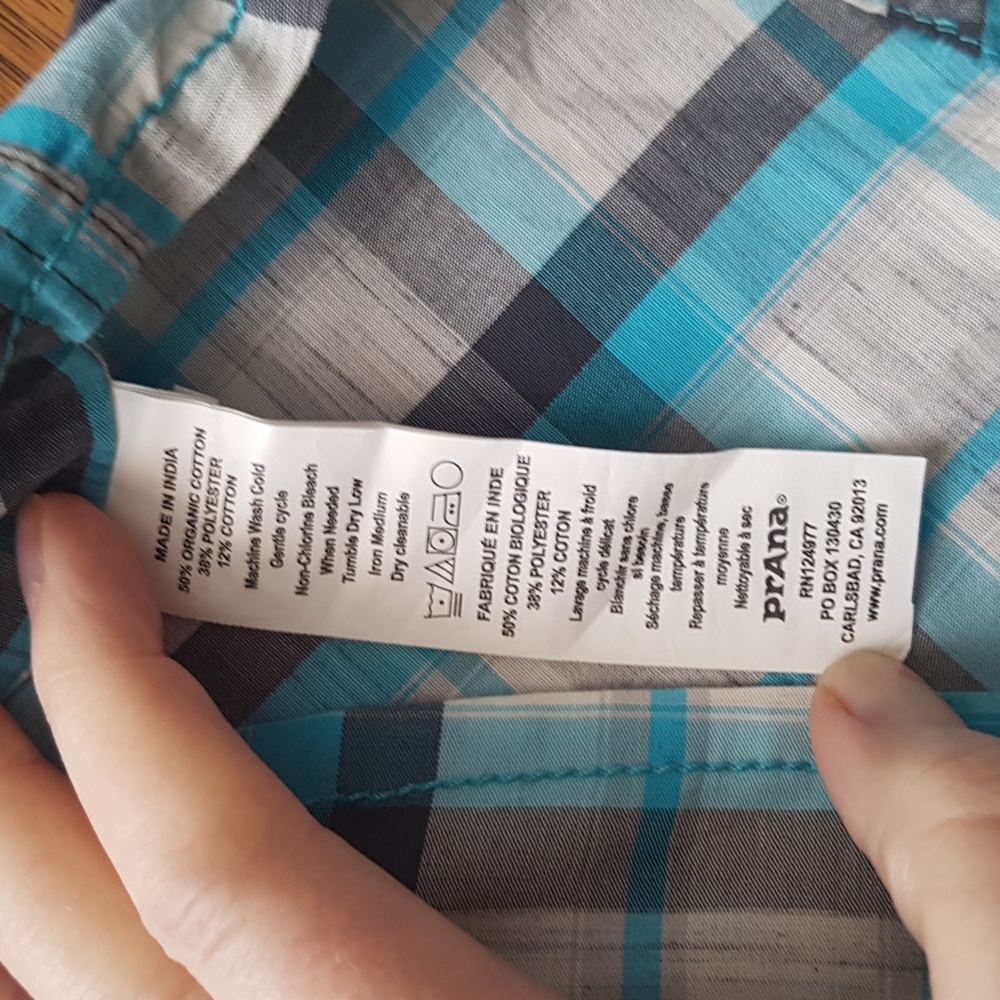 MADE IN INDIA
50% ORGANIC COTTON
38% POLYESTER
12% COTTON
Machine Wash Cold
Gentle cycle
Non-Chlorine Bleach
When Needed
Tumble Dry Low
Iron Medium
Dry cleanable
FABRIQUÉ EN INDE
50% COTON BIOLOGIQUE
38% POLYESTER
12% COTON
Lavage machine à froid
cycle délicat
Blanchir sans chlore
si besoin
Séchage machine, basse
température
Repasser à température
moyenne
Nettoyable à sec
prAna®
RN124977
PO BOX 130430
CARLSBAD, CA 92013
www.prana.com